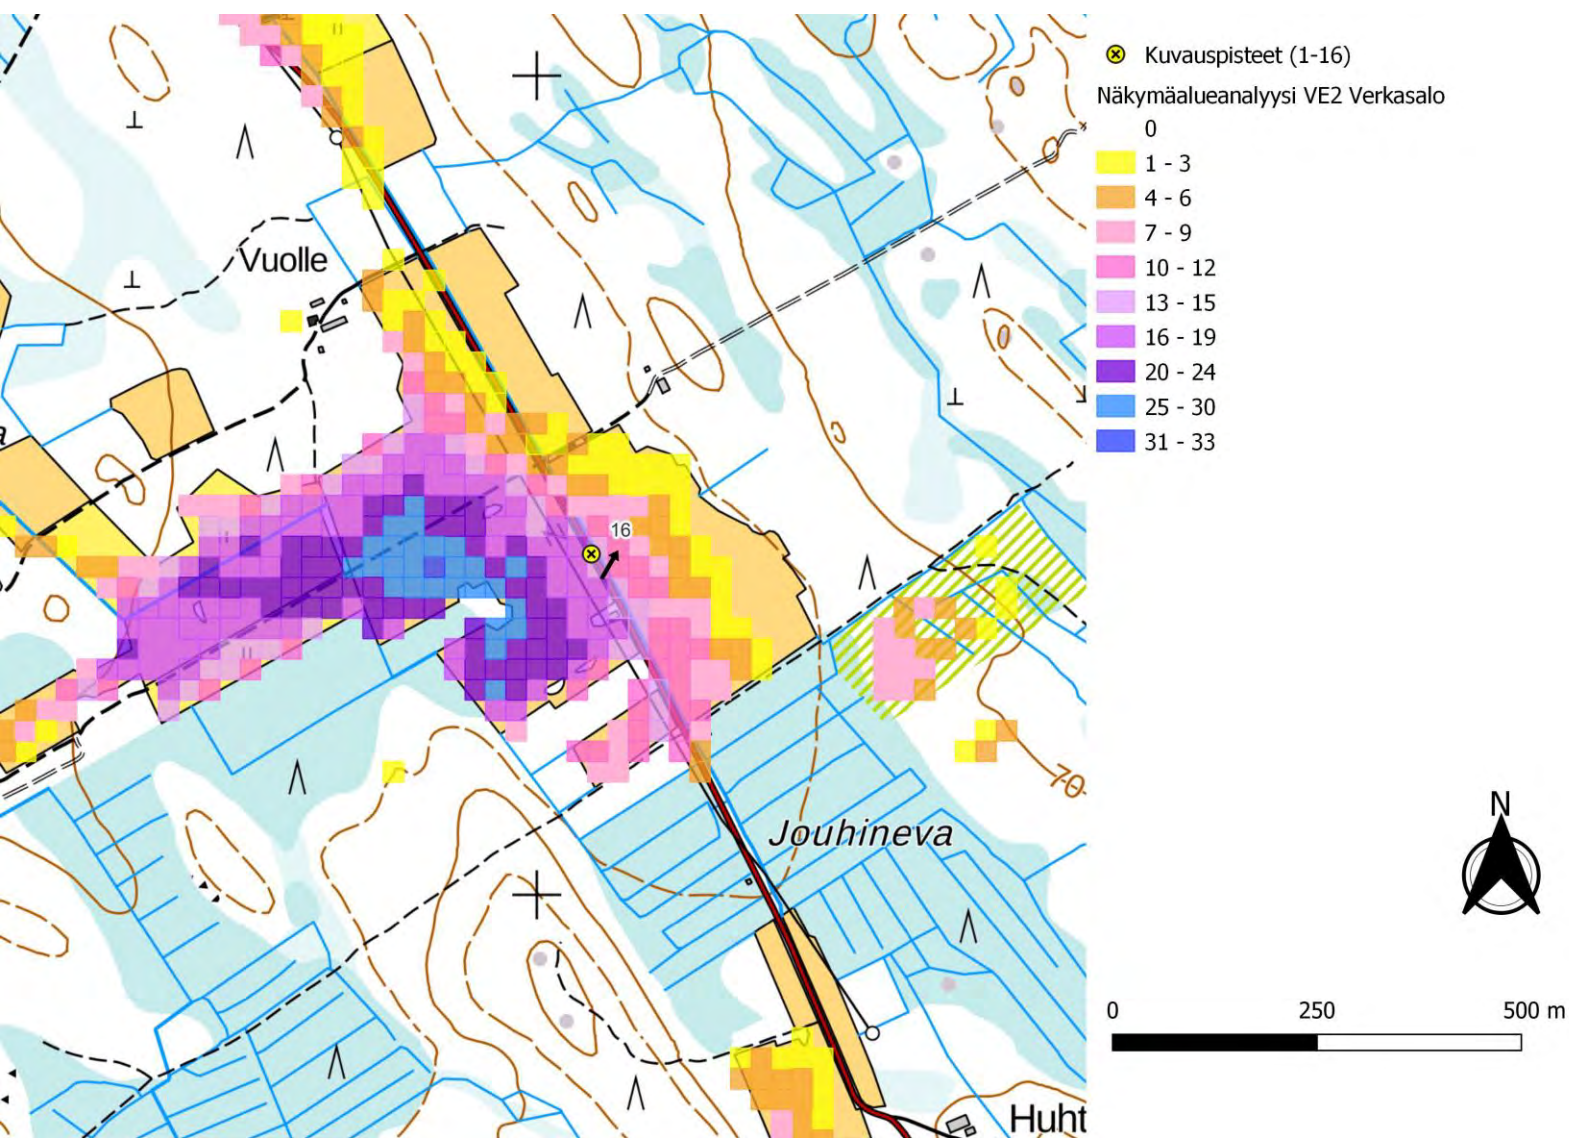 Kuvauspisteet (1-16)
Näkymäalueanalyysi VE2 Verkasalo
0
1 - 3
4 - 6
7 - 9
10 - 12
13 - 15
16 - 19
20 - 24
25 - 30
31 - 33
Vuolle
a
16
70
Jouhineva
N
0 250 500 m
Huht